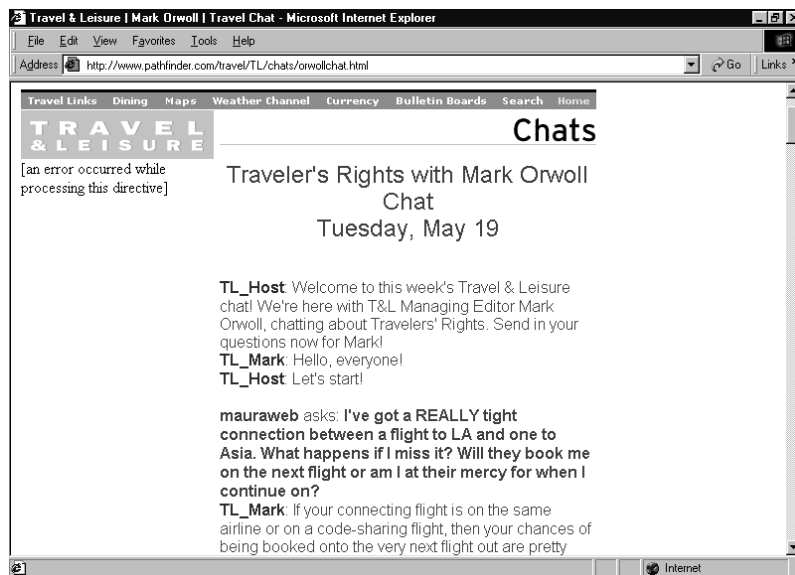 Travel & Leisure | Mark Orwoll | Travel Chat - Microsoft Internet Explorer
File Edit View Favorites Tools Help
Address http://www.pathfinder.com/travel/TL/chats/orwollchat.html Go Links
Travel Links Dining Maps Weather Channel Currency Bulletin Boards Search Home
TRAVEL
& LEISURE
Chats
[an error occurred while
processing this directive]
Traveler's Rights with Mark Orwoll
Chat
Tuesday, May 19
TL_Host: Welcome to this week's Travel & Leisure
chat! We're here with T&L Managing Editor Mark
Orwoll, chatting about Travelers' Rights. Send in your
questions now for Mark!
TL_Mark: Hello, everyone!
TL_Host: Let's start!
mauraweb asks: I've got a REALLY tight
connection between a flight to LA and one to
Asia. What happens if I miss it? Will they book me
on the next flight or am I at their mercy for when I
continue on?
TL_Mark: If your connecting flight is on the same
airline or on a code-sharing flight, then your chances of
being booked onto the very next flight out are pretty
Internet